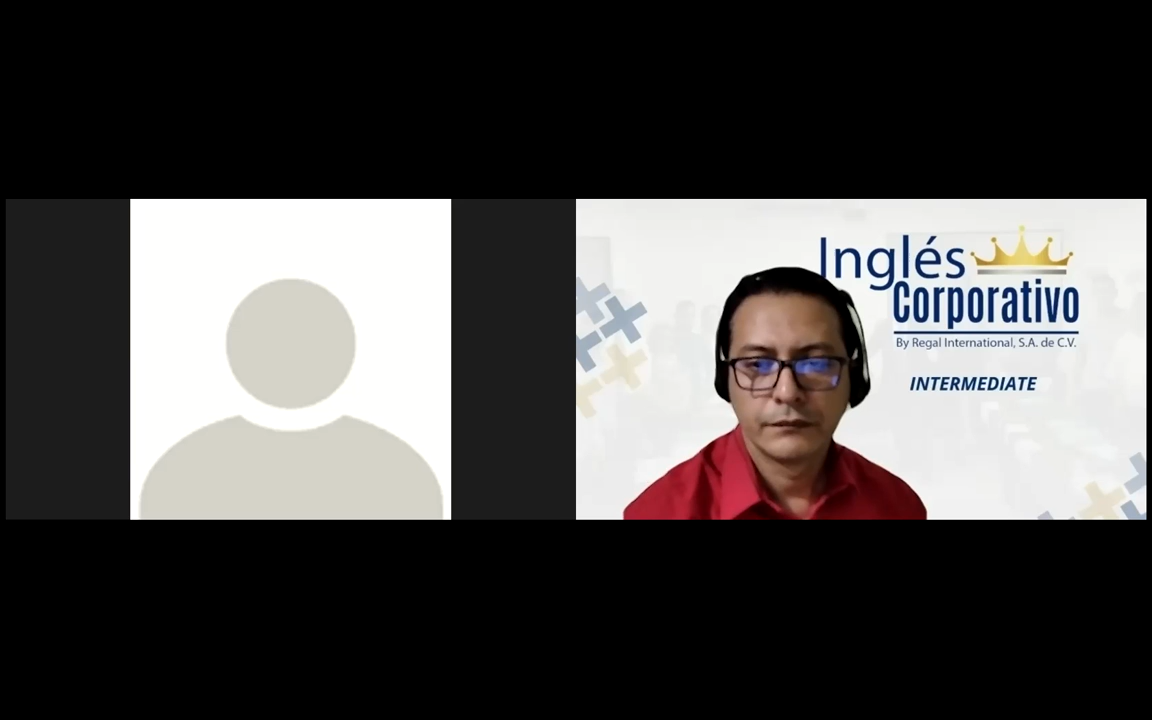 Inglés
Corporativo
By Regal International, S.A. de C.V.
INTERMEDIATE